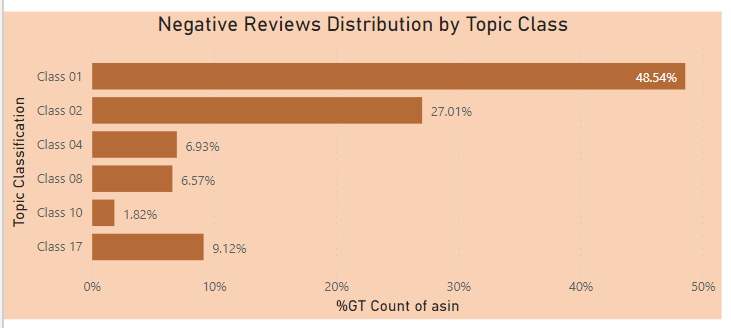 Negative Reviews Distribution by Topic Class
Topic Classification
Class 01 48.54%
Class 02 27.01%
Class 04 6.93%
Class 08 6.57%
Class 10 1.82%
Class 17 9.12%
0% 10% 20% 30% 40% 50%
%GT Count of asin